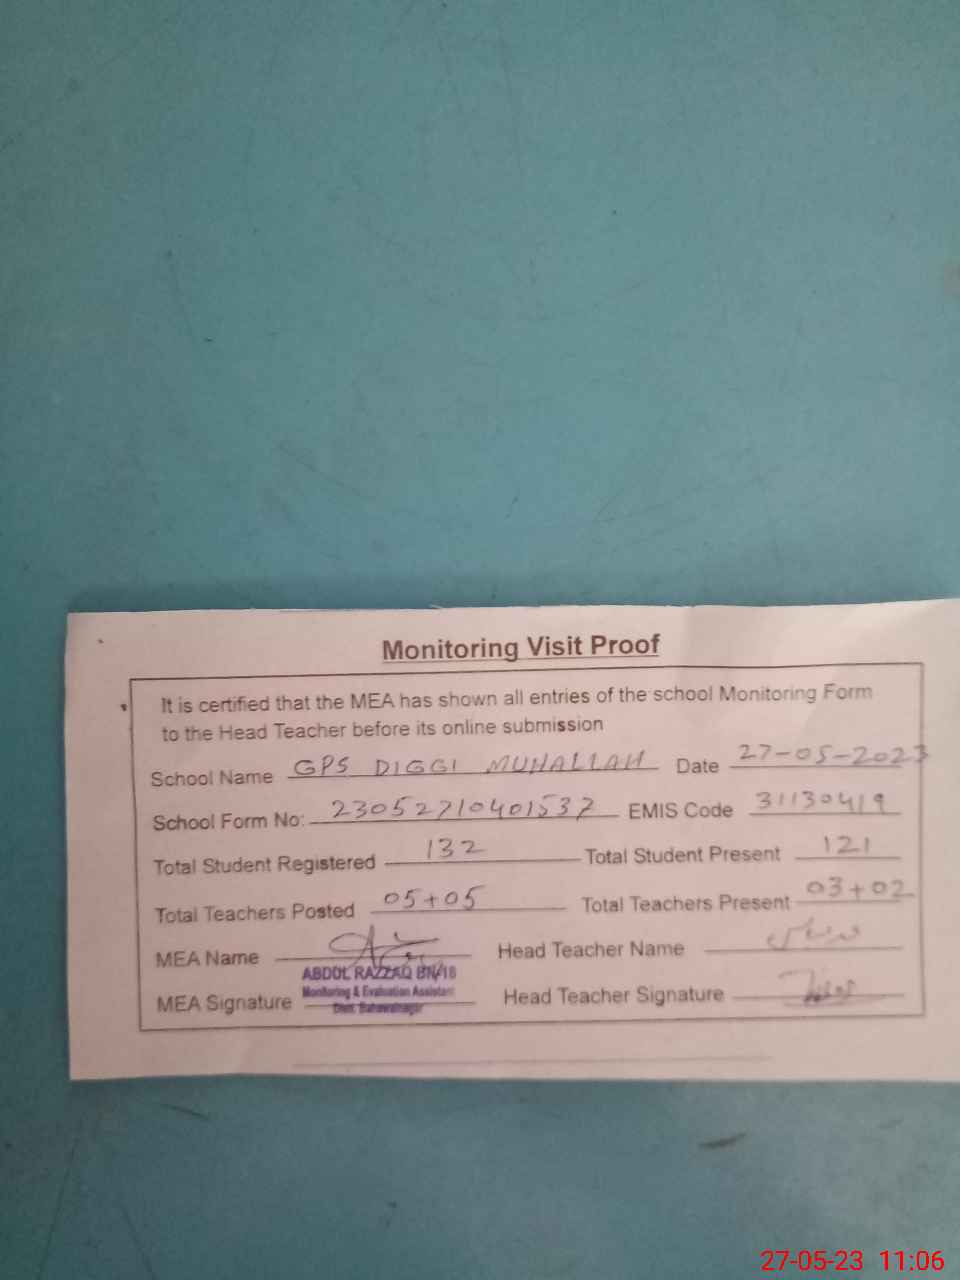 Monitoring Visit Proof
It is certified that the MEA has shown all entries of the school Monitoring Form
to the Head Teacher before its online submission
School Name GPS DIGGI MUHALLAH Date 27-05-2023
School Form No: 23052710401537 EMIS Code 31130419
Total Student Registered 132 Total Student Present 121
Total Teachers Posted 05+05 Total Teachers Present 03+02
MEA Name Head Teacher Name
ABDUL RAZZAQ BN/18
Monitoring & Evaluation Assistant
MEA Signature Head Teacher Signature
Distt. Bahawalnagar
27-05-23 11:06